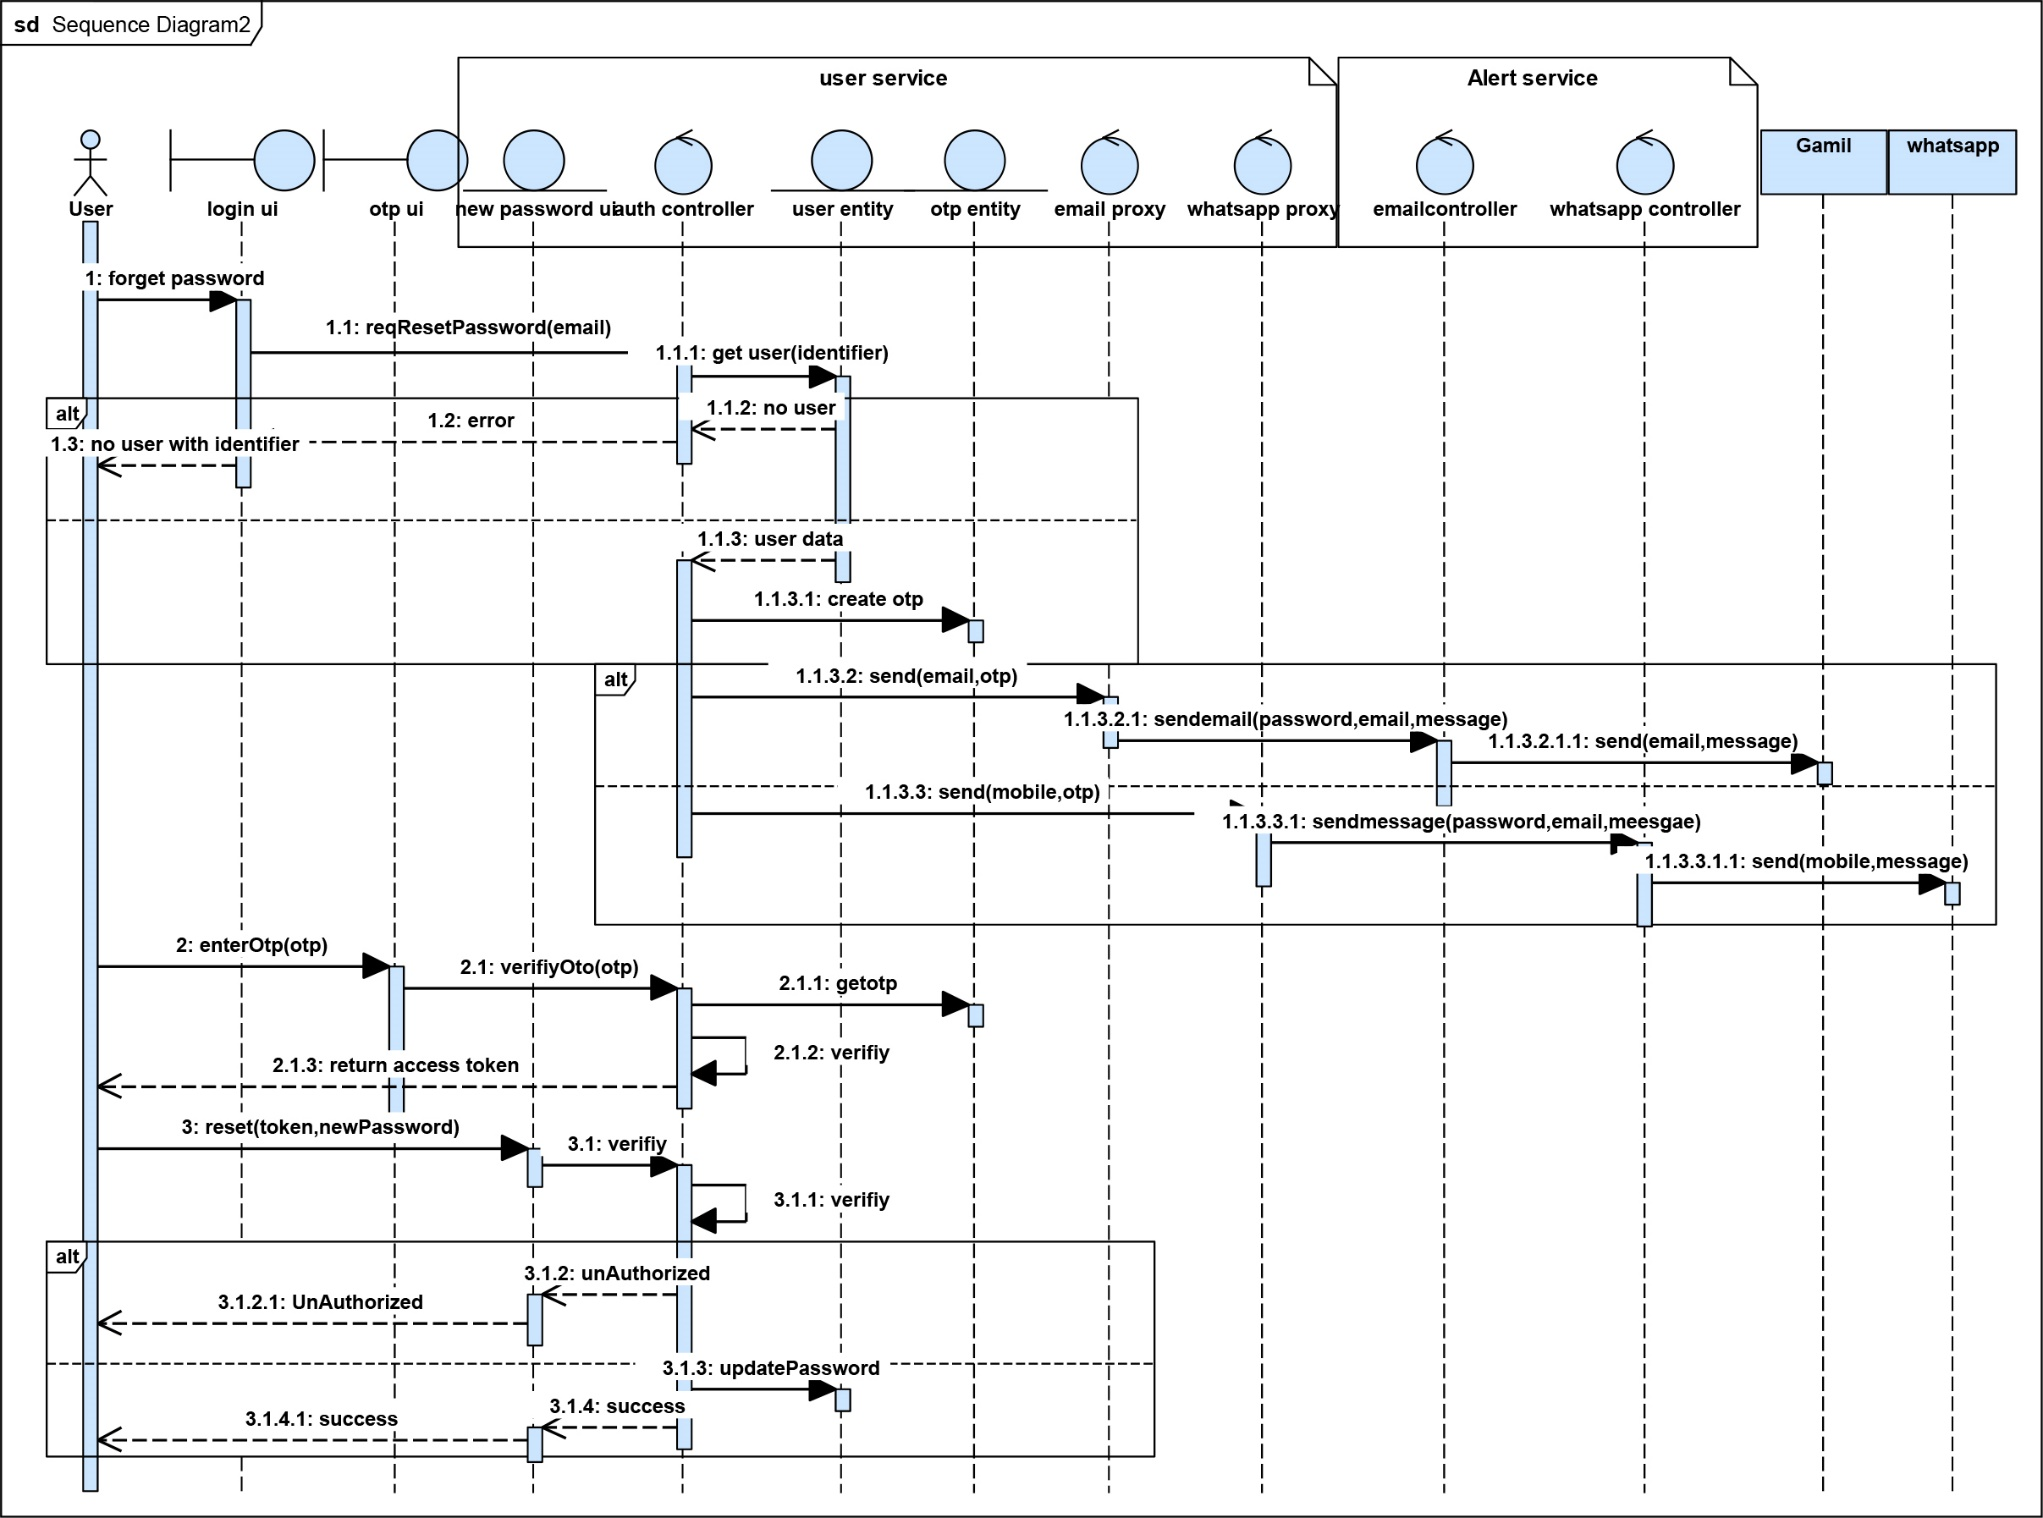 sd Sequence Diagram2
user service
Alert service
User
login ui
otp ui
new password ui
auth controller
user entity
otp entity
email proxy
whatsapp proxy
emailcontroller
whatsapp controller
Gamil
whatsapp
1: forget password
1.1: reqResetPassword(email)
1.1.1: get user(identifier)
alt
1.1.2: no user
1.2: error
1.3: no user with identifier
1.1.3: user data
1.1.3.1: create otp
alt
1.1.3.2: send(email,otp)
1.1.3.2.1: sendemail(password,email,message)
1.1.3.2.1.1: send(email,message)
1.1.3.3: send(mobile,otp)
1.1.3.3.1: sendmessage(password,email,meesgae)
1.1.3.3.1.1: send(mobile,message)
2: enterOtp(otp)
2.1: verifiyOto(otp)
2.1.1: getotp
2.1.2: verifiy
2.1.3: return access token
3: reset(token,newPassword)
3.1: verifiy
3.1.1: verifiy
alt
3.1.2: unAuthorized
3.1.2.1: UnAuthorized
3.1.3: updatePassword
3.1.4: success
3.1.4.1: success